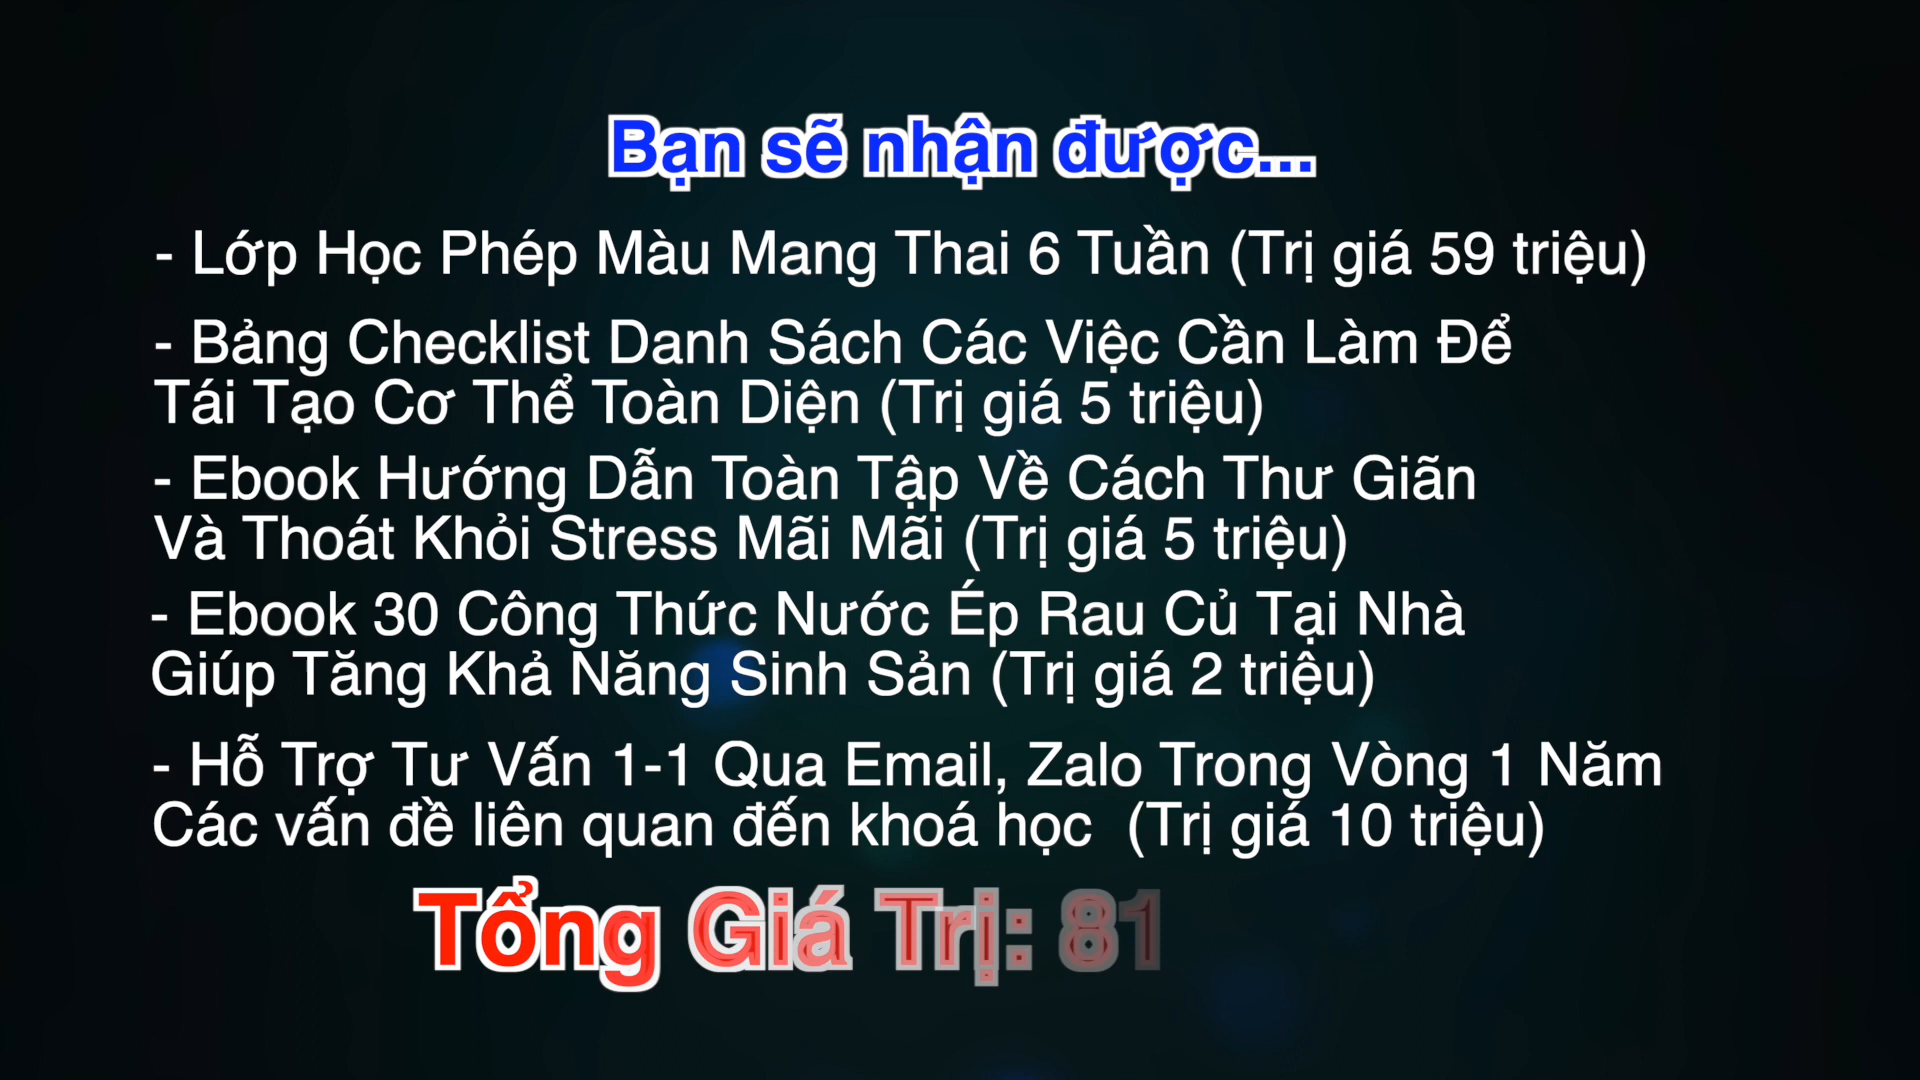 Bạn sẽ nhận được...
- Lớp Học Phép Màu Mang Thai 6 Tuần (Trị giá 59 triệu)
- Bảng Checklist Danh Sách Các Việc Cần Làm Để
Tái Tạo Cơ Thể Toàn Diện (Trị giá 5 triệu)
- Ebook Hướng Dẫn Toàn Tập Về Cách Thư Giãn
Và Thoát Khỏi Stress Mãi Mãi (Trị giá 5 triệu)
- Ebook 30 Công Thức Nước Ép Rau Củ Tại Nhà
Giúp Tăng Khả Năng Sinh Sản (Trị giá 2 triệu)
- Hỗ Trợ Tư Vấn 1-1 Qua Email, Zalo Trong Vòng 1 Năm
Các vấn đề liên quan đến khoá học (Trị giá 10 triệu)
Tổng Giá Trị: 81